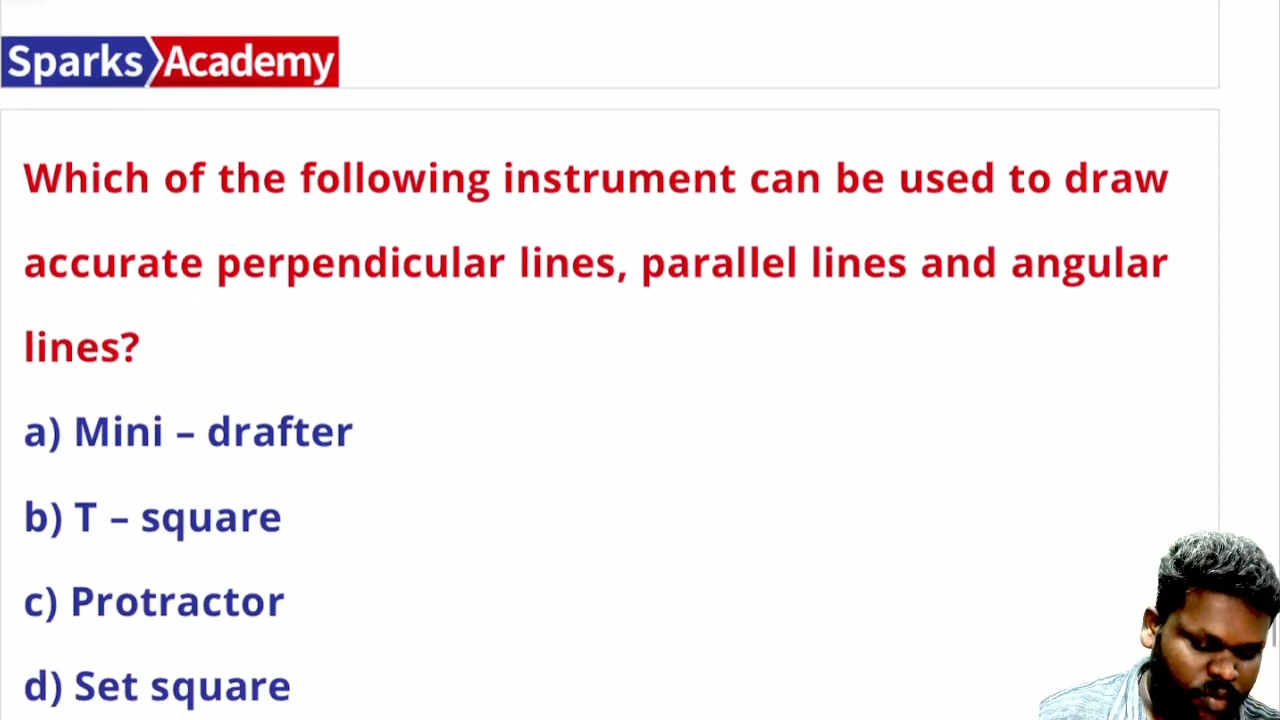 Sparks Academy
Which of the following instrument can be used to draw
accurate perpendicular lines, parallel lines and angular
lines?
a) Mini – drafter
b) T – square
c) Protractor
d) Set square